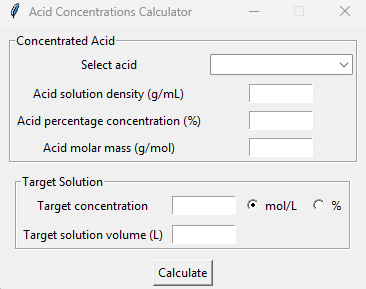 Acid Concentrations Calculator
Concentrated Acid
Select acid
Acid solution density (g/mL)
Acid percentage concentration (%)
Acid molar mass (g/mol)
Target Solution
Target concentration mol/L %
Target solution volume (L)
Calculate